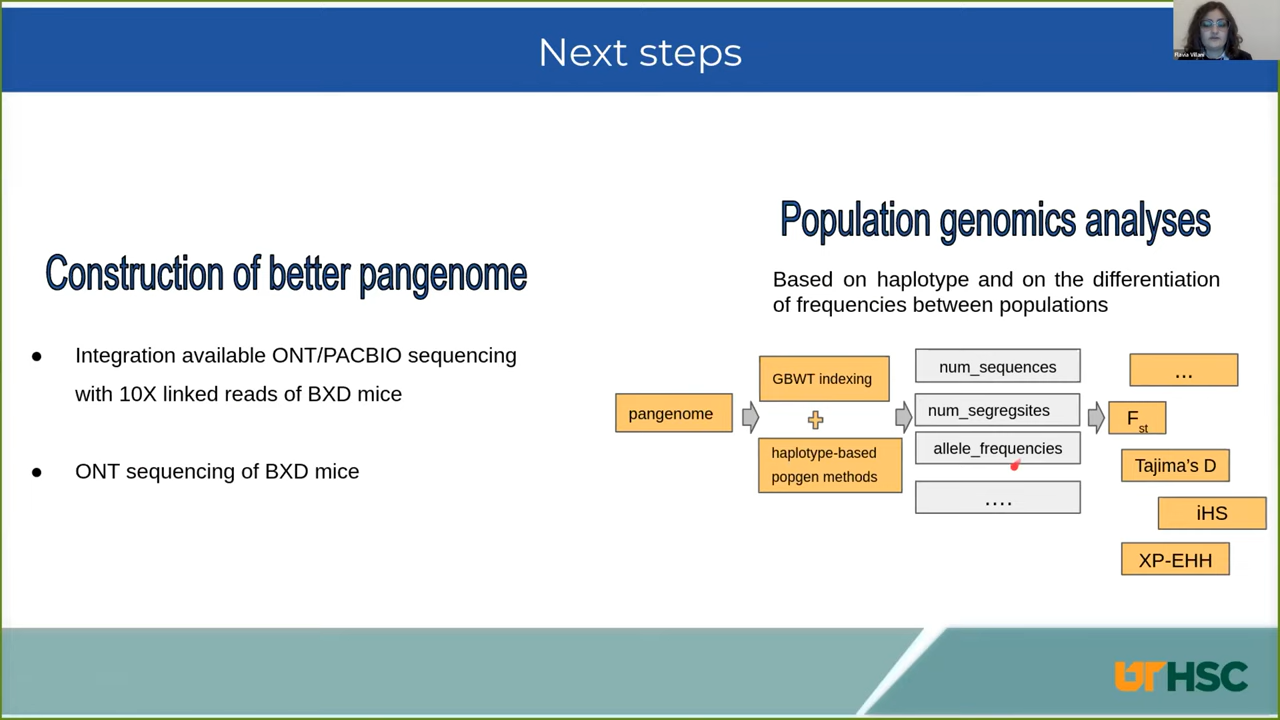 Next steps
Flavia Villani
Construction of better pangenome
● Integration available ONT/PACBIO sequencing
with 10X linked reads of BXD mice
● ONT sequencing of BXD mice
Population genomics analyses
Based on haplotype and on the differentiation
of frequencies between populations
pangenome
GBWT indexing
+
haplotype-based
popgen methods
num_sequences
num_segregsites
allele_frequencies
....
...
Fst
Tajima's D
iHS
XP-EHH
UTHSC